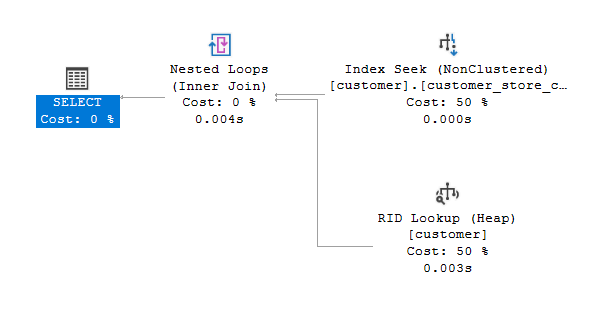 SELECT
Cost: 0 %
Nested Loops
(Inner Join)
Cost: 0 %
0.004s
Index Seek (NonClustered)
[customer].[customer_store_c…
Cost: 50 %
0.000s
RID Lookup (Heap)
[customer]
Cost: 50 %
0.003s